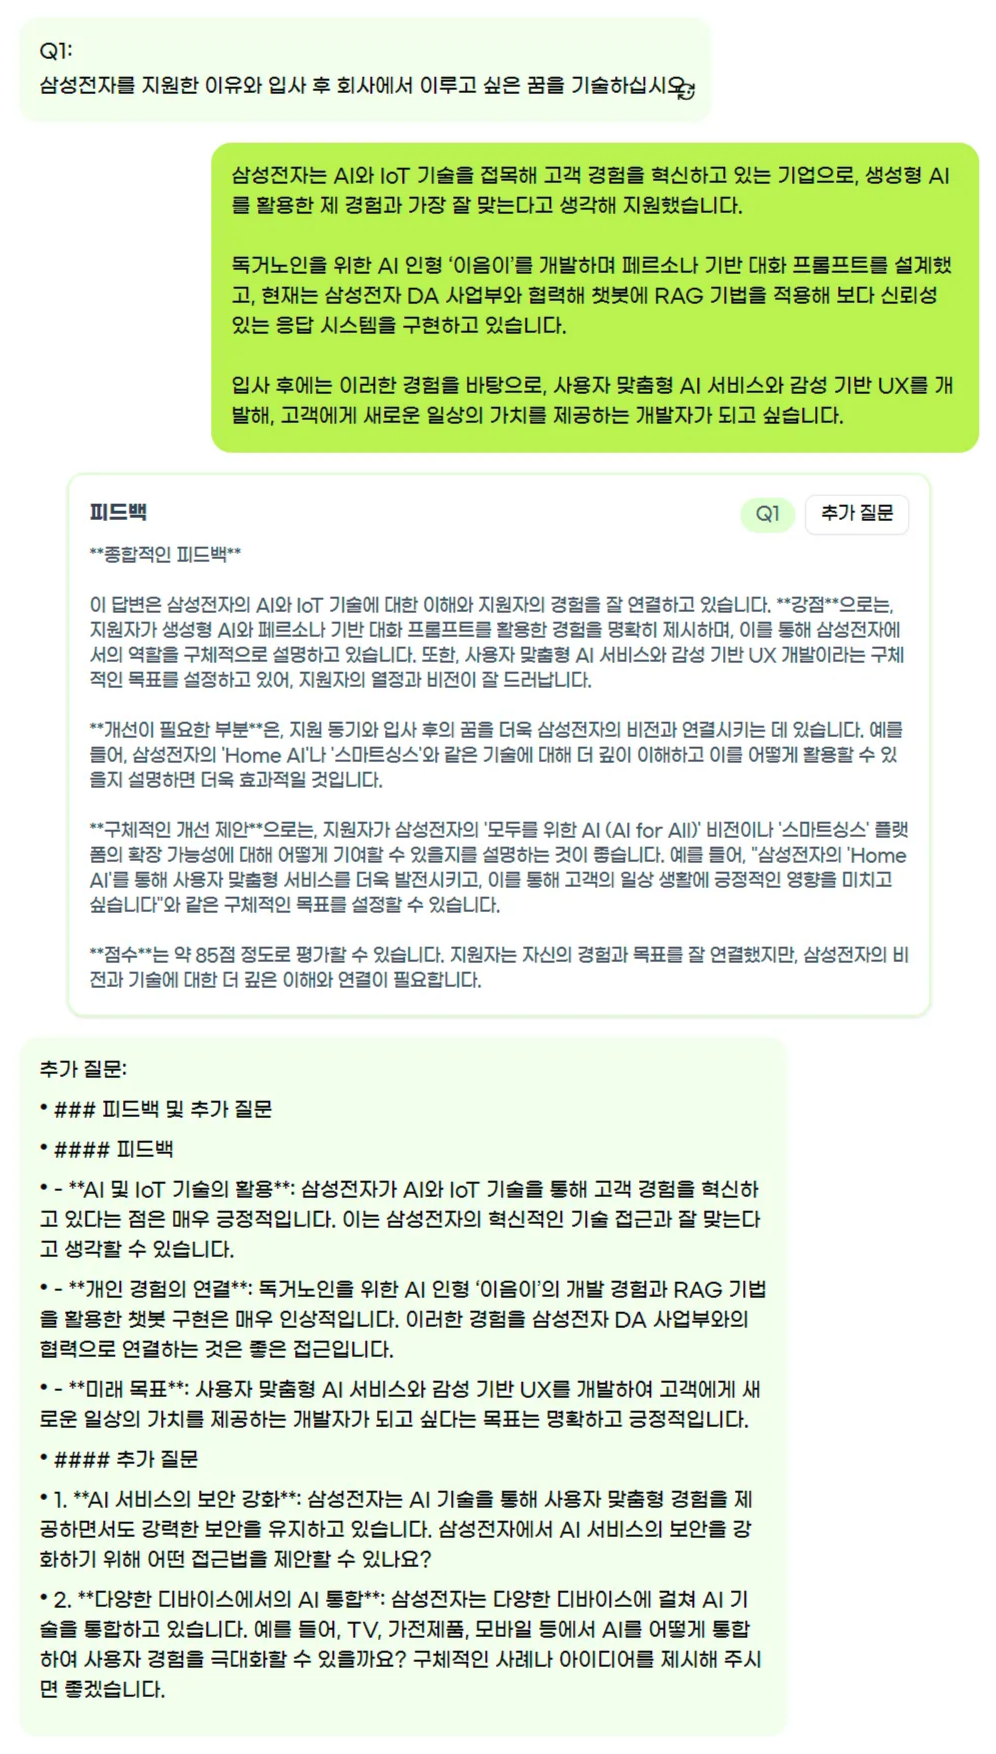 Q1:
삼성전자를 지원한 이유와 입사 후 회사에서 이루고 싶은 꿈을 기술하십시오
삼성전자는 AI와 IoT 기술을 접목해 고객 경험을 혁신하고 있는 기업으로, 생성형 AI
를 활용한 제 경험과 가장 잘 맞는다고 생각해 지원했습니다.
독거노인을 위한 AI 인형 ‘이음이’를 개발하며 페르소나 기반 대화 프롬프트를 설계했
고, 현재는 삼성전자 DA 사업부와 협력해 챗봇에 RAG 기법을 적용해 보다 신뢰성
있는 응답 시스템을 구현하고 있습니다.
입사 후에는 이러한 경험을 바탕으로, 사용자 맞춤형 AI 서비스와 감성 기반 UX를 개
발해, 고객에게 새로운 일상의 가치를 제공하는 개발자가 되고 싶습니다.
피드백
Q1
추가 질문
**종합적인 피드백**
이 답변은 삼성전자의 AI와 IoT 기술에 대한 이해와 지원자의 경험을 잘 연결하고 있습니다. **강점**으로는,
지원자가 생성형 AI와 페르소나 기반 대화 프롬프트를 활용한 경험을 명확히 제시하며, 이를 통해 삼성전자에
서의 역할을 구체적으로 설명하고 있습니다. 또한, 사용자 맞춤형 AI 서비스와 감성 기반 UX 개발이라는 구체
적인 목표를 설정하고 있어, 지원자의 열정과 비전이 잘 드러납니다.
**개선이 필요한 부분**은, 지원 동기와 입사 후의 꿈을 더욱 삼성전자의 비전과 연결시키는 데 있습니다. 예를
들어, 삼성전자의 'Home AI'나 '스마트싱스'와 같은 기술에 대해 더 깊이 이해하고 이를 어떻게 활용할 수 있
을지 설명하면 더욱 효과적일 것입니다.
**구체적인 개선 제안**으로는, 지원자가 삼성전자의 '모두를 위한 AI (AI for All)' 비전이나 '스마트싱스' 플랫
폼의 확장 가능성에 대해 어떻게 기여할 수 있을지를 설명하는 것이 좋습니다. 예를 들어, "삼성전자의 'Home
AI'를 통해 사용자 맞춤형 서비스를 더욱 발전시키고, 이를 통해 고객의 일상 생활에 긍정적인 영향을 미치고
싶습니다"와 같은 구체적인 목표를 설정할 수 있습니다.
**점수**는 약 85점 정도로 평가할 수 있습니다. 지원자는 자신의 경험과 목표를 잘 연결했지만, 삼성전자의 비
전과 기술에 대한 더 깊은 이해와 연결이 필요합니다.
추가 질문:
• ### 피드백 및 추가 질문
• #### 피드백
• - **AI 및 IoT 기술의 활용**: 삼성전자가 AI와 IoT 기술을 통해 고객 경험을 혁신하
고 있다는 점은 매우 긍정적입니다. 이는 삼성전자의 혁신적인 기술 접근과 잘 맞는다
고 생각할 수 있습니다.
• - **개인 경험의 연결**: 독거노인을 위한 AI 인형 ‘이음이’의 개발 경험과 RAG 기법
을 활용한 챗봇 구현은 매우 인상적입니다. 이러한 경험을 삼성전자 DA 사업부와의
협력으로 연결하는 것은 좋은 접근입니다.
• - **미래 목표**: 사용자 맞춤형 AI 서비스와 감성 기반 UX를 개발하여 고객에게 새
로운 일상의 가치를 제공하는 개발자가 되고 싶다는 목표는 명확하고 긍정적입니다.
• #### 추가 질문
• 1. **AI 서비스의 보안 강화**: 삼성전자는 AI 기술을 통해 사용자 맞춤형 경험을 제
공하면서도 강력한 보안을 유지하고 있습니다. 삼성전자에서 AI 서비스의 보안을 강
화하기 위해 어떤 접근법을 제안할 수 있나요?
• 2. **다양한 디바이스에서의 AI 통합**: 삼성전자는 다양한 디바이스에 걸쳐 AI 기
술을 통합하고 있습니다. 예를 들어, TV, 가전제품, 모바일 등에서 AI를 어떻게 통합
하여 사용자 경험을 극대화할 수 있을까요? 구체적인 사례나 아이디어를 제시해 주시
면 좋겠습니다.